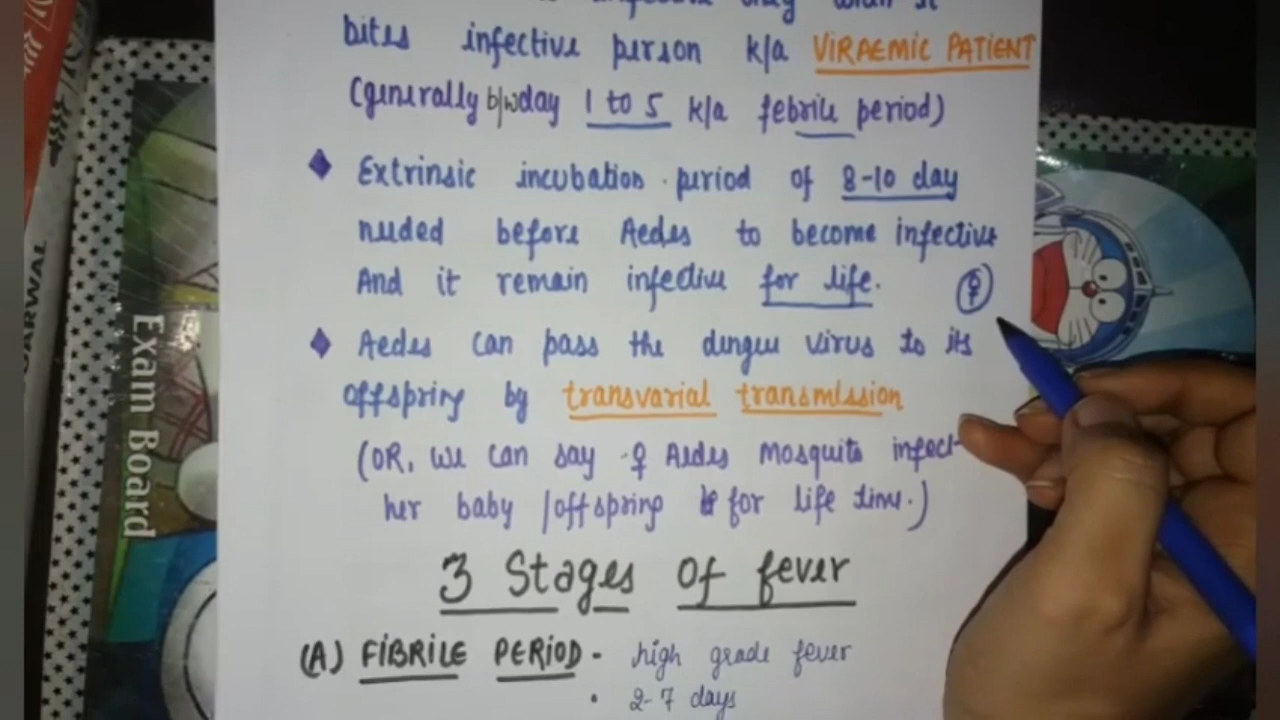 bites infective person k/a VIRAEMIC PATIENT
(generally b/w day 1 to 5 k/a febrile period)
Extrinsic incubation period of 8-10 day
needed before Aedes to become infective
And it remain infective for life. ♀
Aedes can pass the dengue virus to its
offspring by transvarial transmission
(OR, we can say ♀ Aedes Mosquito infect
her baby / offspring for life time.)
3 Stages of fever
(A) FIBRILE PERIOD - high grade fever
• 2-7 days
Exam Board
GARWAL